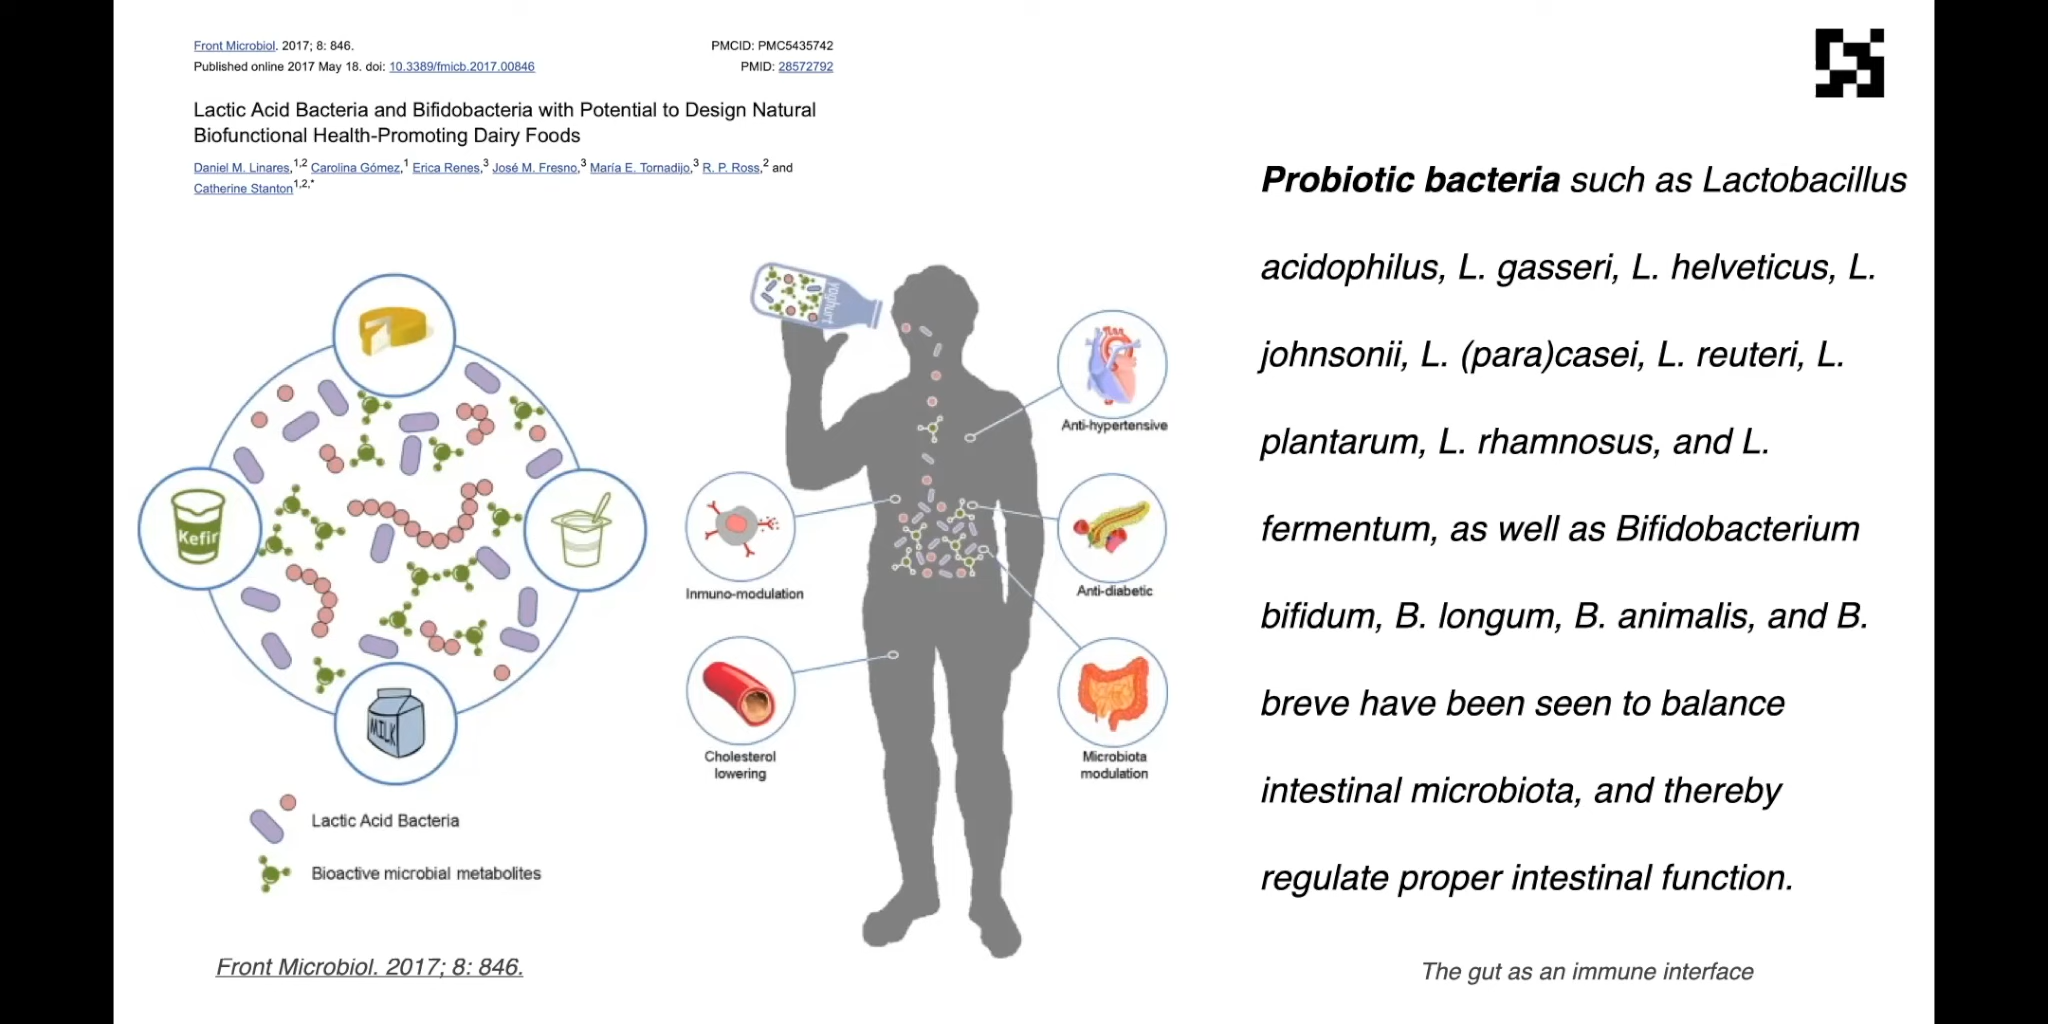 Front Microbiol. 2017; 8: 846.
PMCID: PMC5435742
Published online 2017 May 18. doi: 10.3389/fmicb.2017.00846
PMID: 28572792
Lactic Acid Bacteria and Bifidobacteria with Potential to Design Natural
Biofunctional Health-Promoting Dairy Foods
Daniel M. Linares,1,2 Carolina Gómez,1 Erica Renes,3 José M. Fresno,3 María E. Tornadijo,3 R. P. Ross,2 and
Catherine Stanton1,2,*
Kefir
MILK
Lactic Acid Bacteria
Bioactive microbial metabolites
Front Microbiol. 2017; 8: 846.
yoghurt
Anti-hypertensive
Inmuno-modulation
Anti-diabetic
Cholesterol
lowering
Microbiota
modulation
Probiotic bacteria such as Lactobacillus
acidophilus, L. gasseri, L. helveticus, L.
johnsonii, L. (para)casei, L. reuteri, L.
plantarum, L. rhamnosus, and L.
fermentum, as well as Bifidobacterium
bifidum, B. longum, B. animalis, and B.
breve have been seen to balance
intestinal microbiota, and thereby
regulate proper intestinal function.
The gut as an immune interface